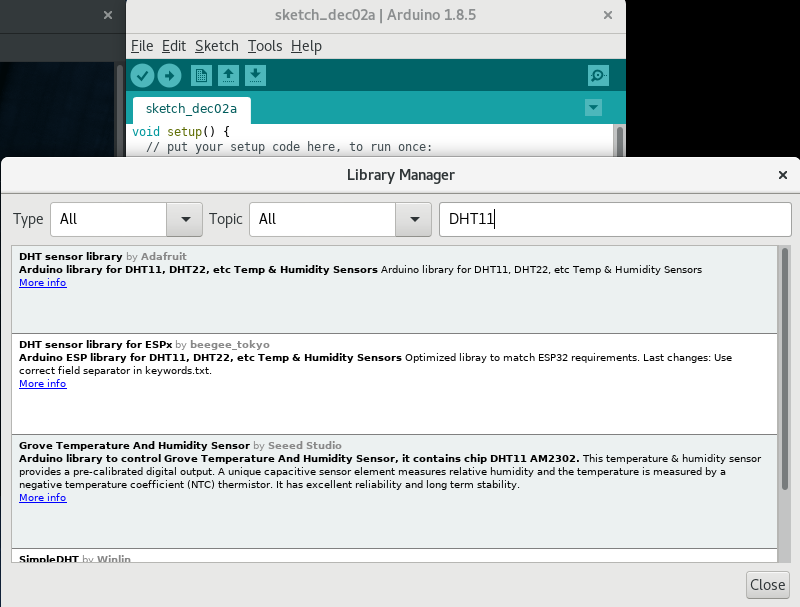 sketch_dec02a | Arduino 1.8.5
File Edit Sketch Tools Help
sketch_dec02a
void setup() {
// put your setup code here, to run once:
Library Manager
Type All Topic All DHT11
DHT sensor library by Adafruit
Arduino library for DHT11, DHT22, etc Temp & Humidity Sensors Arduino library for DHT11, DHT22, etc Temp & Humidity Sensors
More info
DHT sensor library for ESPx by beegee_tokyo
Arduino ESP library for DHT11, DHT22, etc Temp & Humidity Sensors Optimized libray to match ESP32 requirements. Last changes: Use
correct field separator in keywords.txt.
More info
Grove Temperature And Humidity Sensor by Seeed Studio
Arduino library to control Grove Temperature And Humidity Sensor, it contains chip DHT11 AM2302. This temperature & humidity sensor
provides a pre-calibrated digital output. A unique capacitive sensor element measures relative humidity and the temperature is measured by a
negative temperature coefficient (NTC) thermistor. It has excellent reliability and long term stability.
More info
SimpleDHT by Winlin
Close